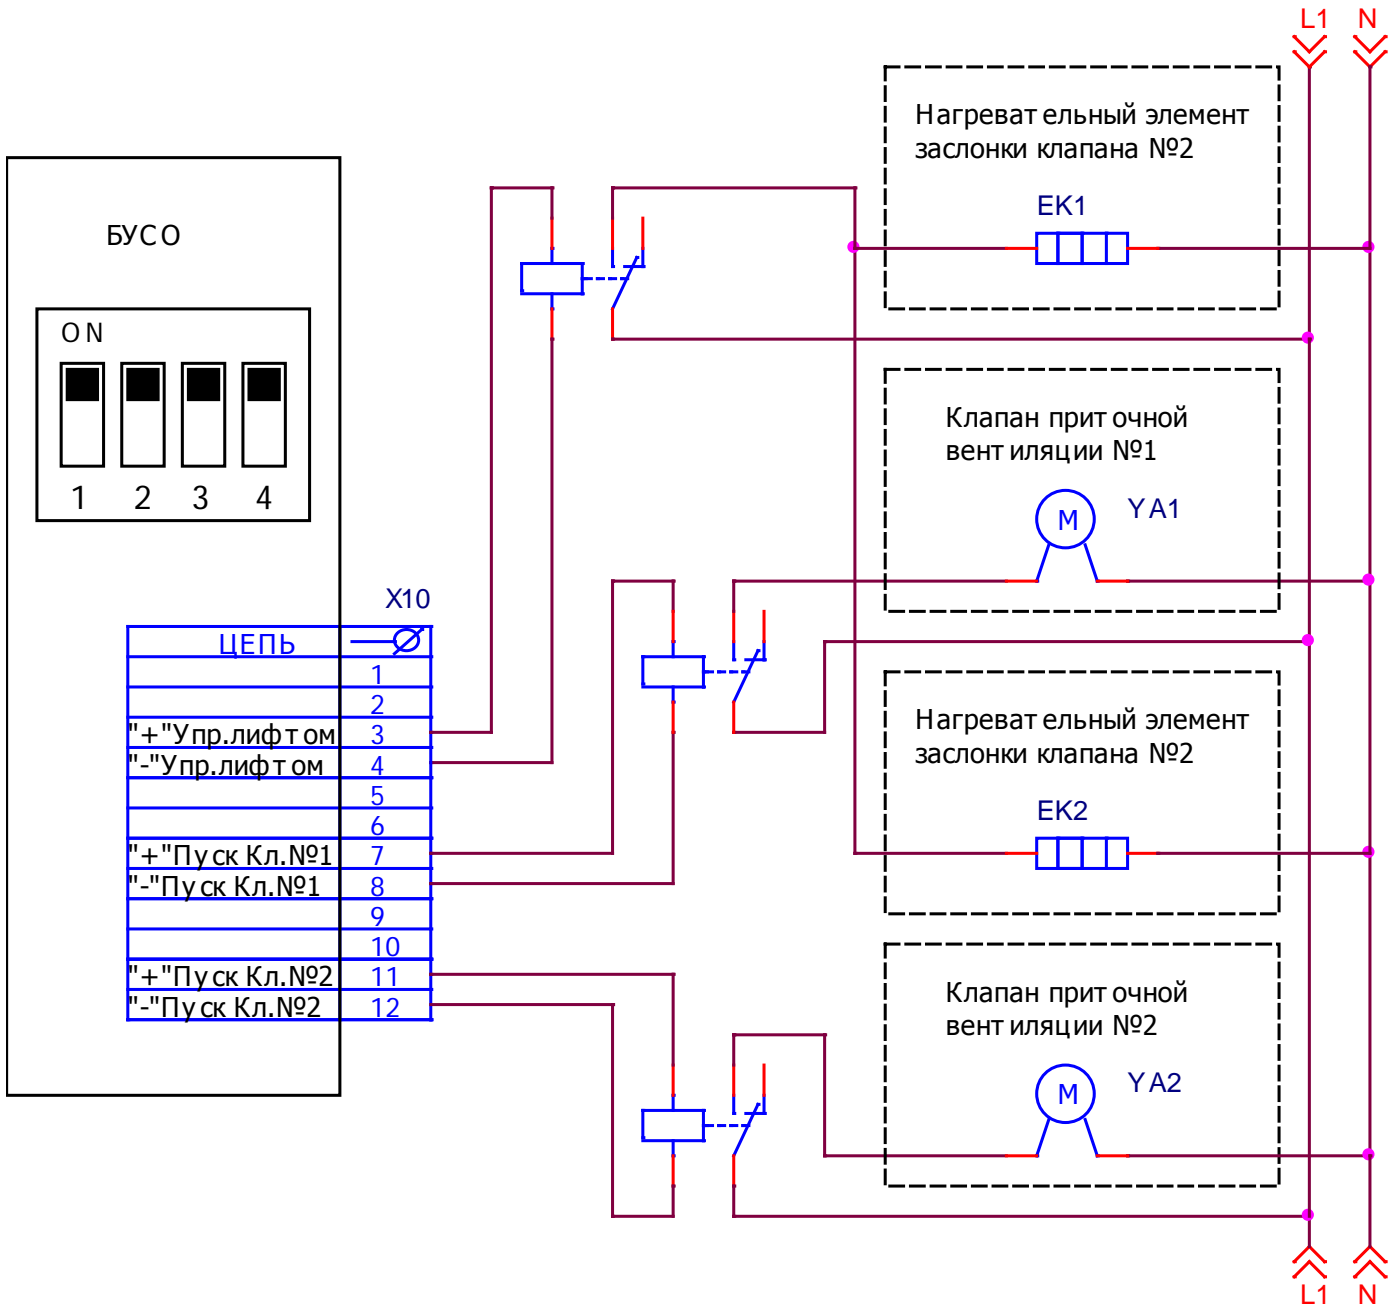 L1 N
Нагревательный элемент
заслонки клапана №2
EK1
БУСО
ON
1 2 3 4
Клапан приточной
вентиляции №1
YA1
M
X10
ЦЕПЬ
1
2
"+"Упр.лифтом 3
"-"Упр.лифтом 4
5
6
"+"Пуск Кл.№1 7
"-"Пуск Кл.№1 8
9
10
"+"Пуск Кл.№2 11
"-"Пуск Кл.№2 12
Нагревательный элемент
заслонки клапана №2
EK2
Клапан приточной
вентиляции №2
YA2
M
L1 N